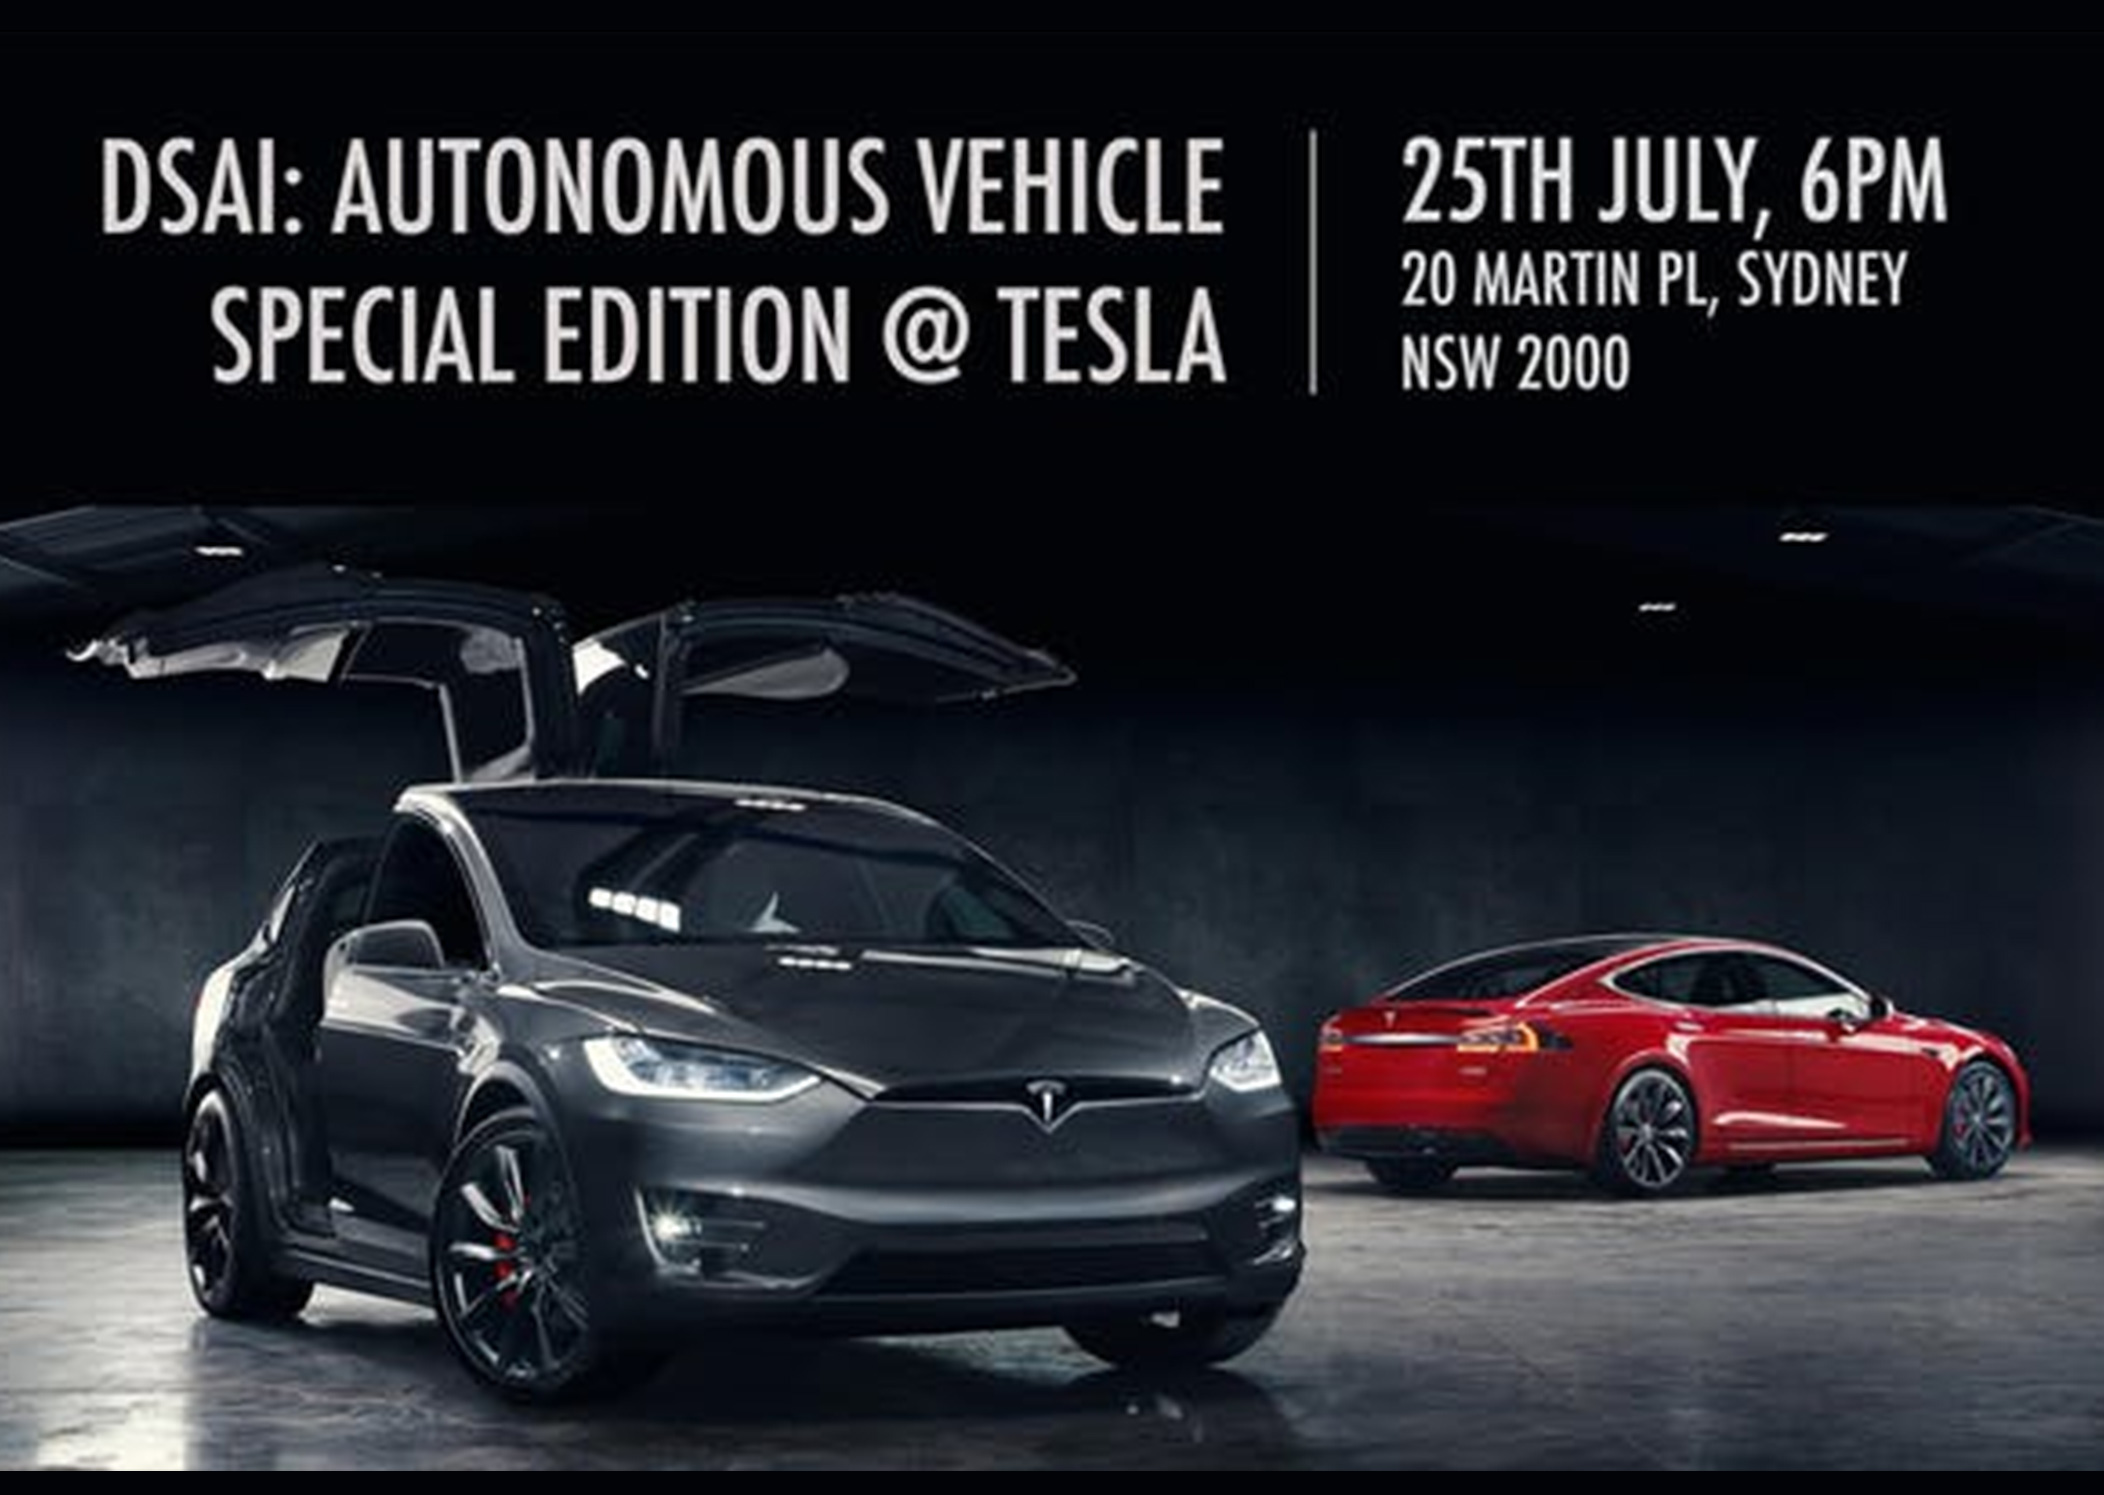 DSAI: AUTONOMOUS VEHICLE
SPECIAL EDITION @ TESLA
25TH JULY, 6PM
20 MARTIN PL, SYDNEY
NSW 2000